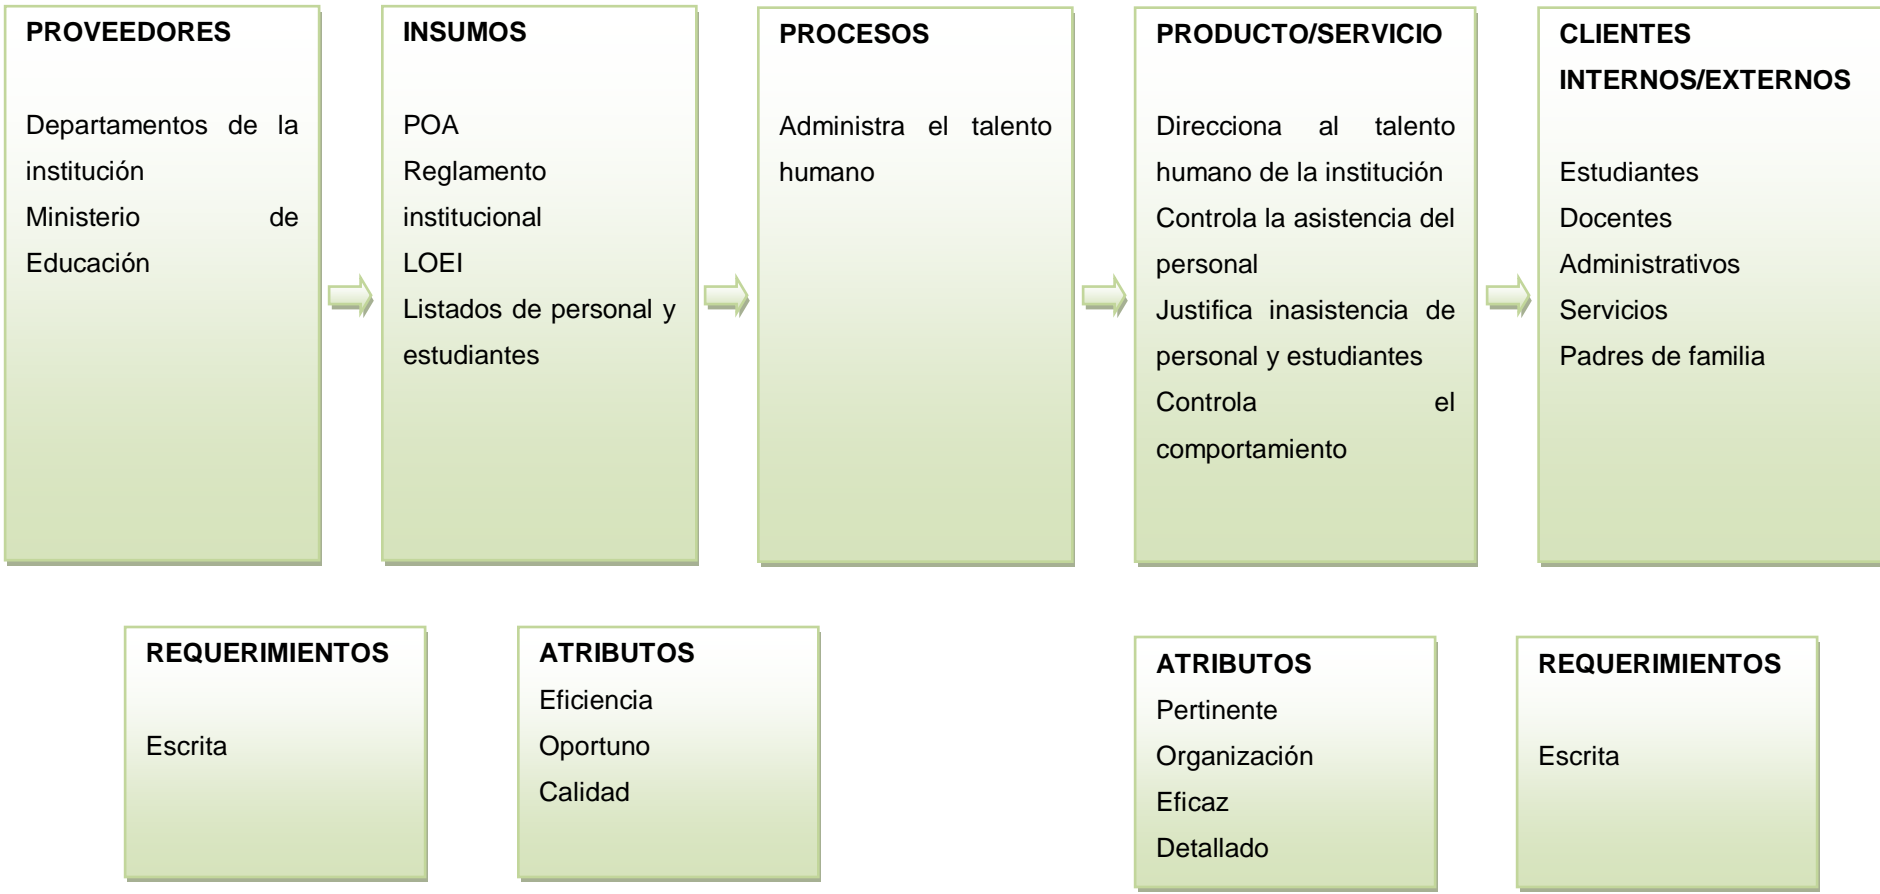 PROVEEDORES
Departamentos de la
institución
Ministerio de
Educación
INSUMOS
POA
Reglamento
institucional
LOEI
Listados de personal y
estudiantes
PROCESOS
Administra el talento
humano
PRODUCTO/SERVICIO
Direcciona al talento
humano de la institución
Controla la asistencia del
personal
Justifica inasistencia de
personal y estudiantes
Controla el
comportamiento
CLIENTES
INTERNOS/EXTERNOS
Estudiantes
Docentes
Administrativos
Servicios
Padres de familia
REQUERIMIENTOS
Escrita
ATRIBUTOS
Eficiencia
Oportuno
Calidad
ATRIBUTOS
Pertinente
Organización
Eficaz
Detallado
REQUERIMIENTOS
Escrita